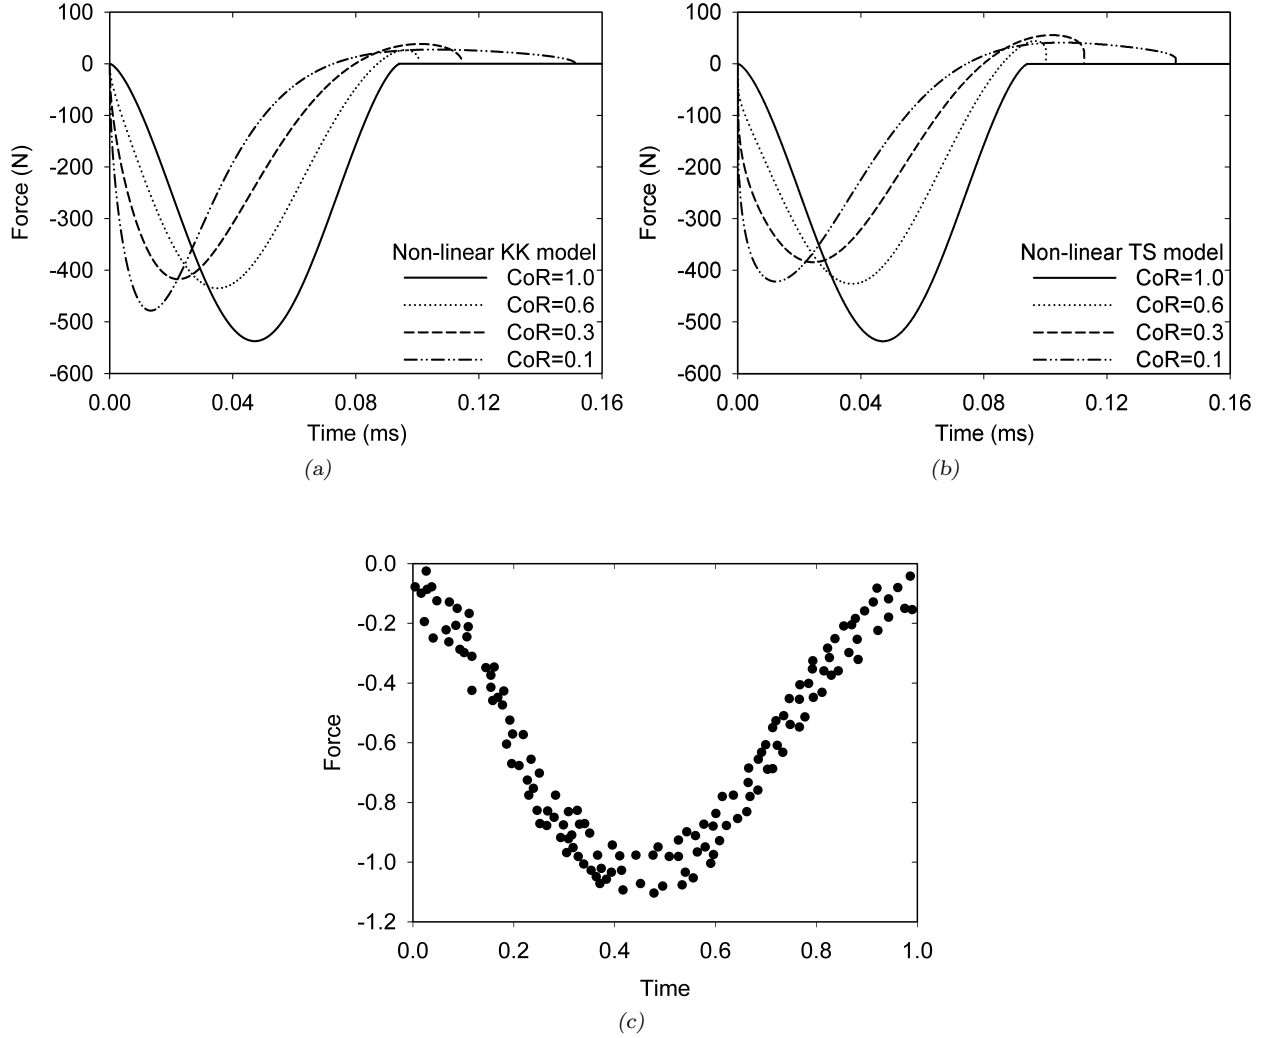 100
0
-100
-200
-300
-400
-500
-600
Force (N)
Non-linear KK model
CoR=1.0
CoR=0.6
CoR=0.3
CoR=0.1
0.00 0.04 0.08 0.12 0.16
Time (ms)
(a)
100
0
-100
-200
-300
-400
-500
-600
Force (N)
Non-linear TS model
CoR=1.0
CoR=0.6
CoR=0.3
CoR=0.1
0.00 0.04 0.08 0.12 0.16
Time (ms)
(b)
0.0
-0.2
-0.4
-0.6
-0.8
-1.0
-1.2
Force
0.0 0.2 0.4 0.6 0.8 1.0
Time
(c)